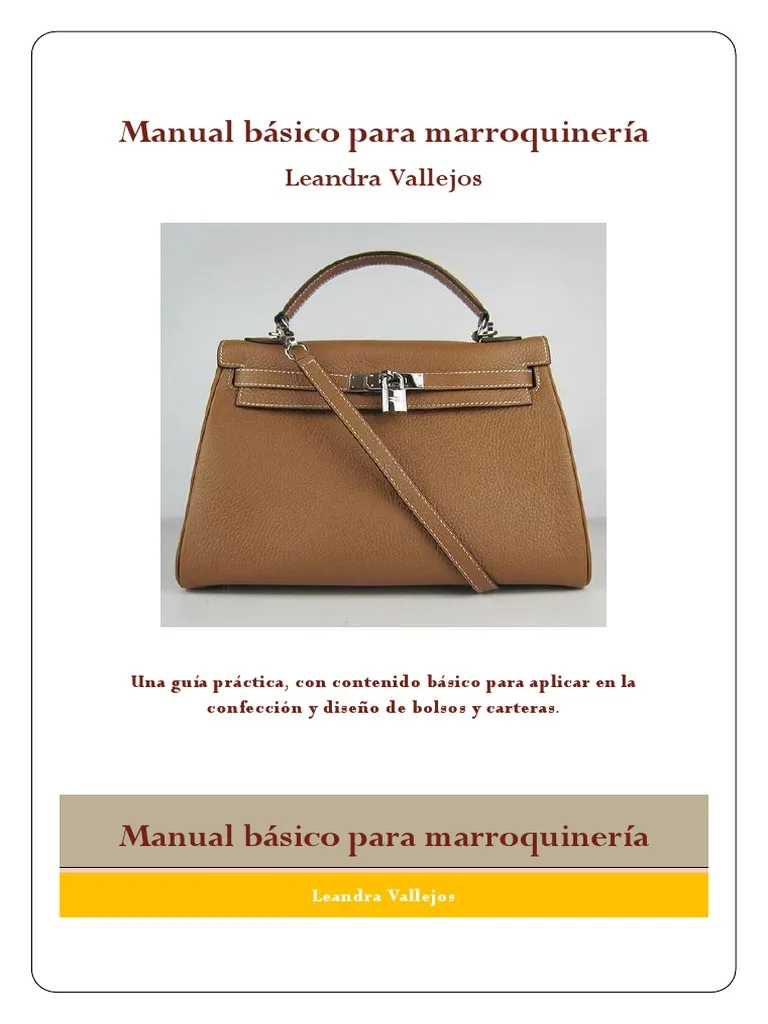 Manual básico para marroquinería
Leandra Vallejos
Una guía práctica, con contenido básico para aplicar en la
confección y diseño de bolsos y carteras.
Manual básico para marroquinería
Leandra Vallejos